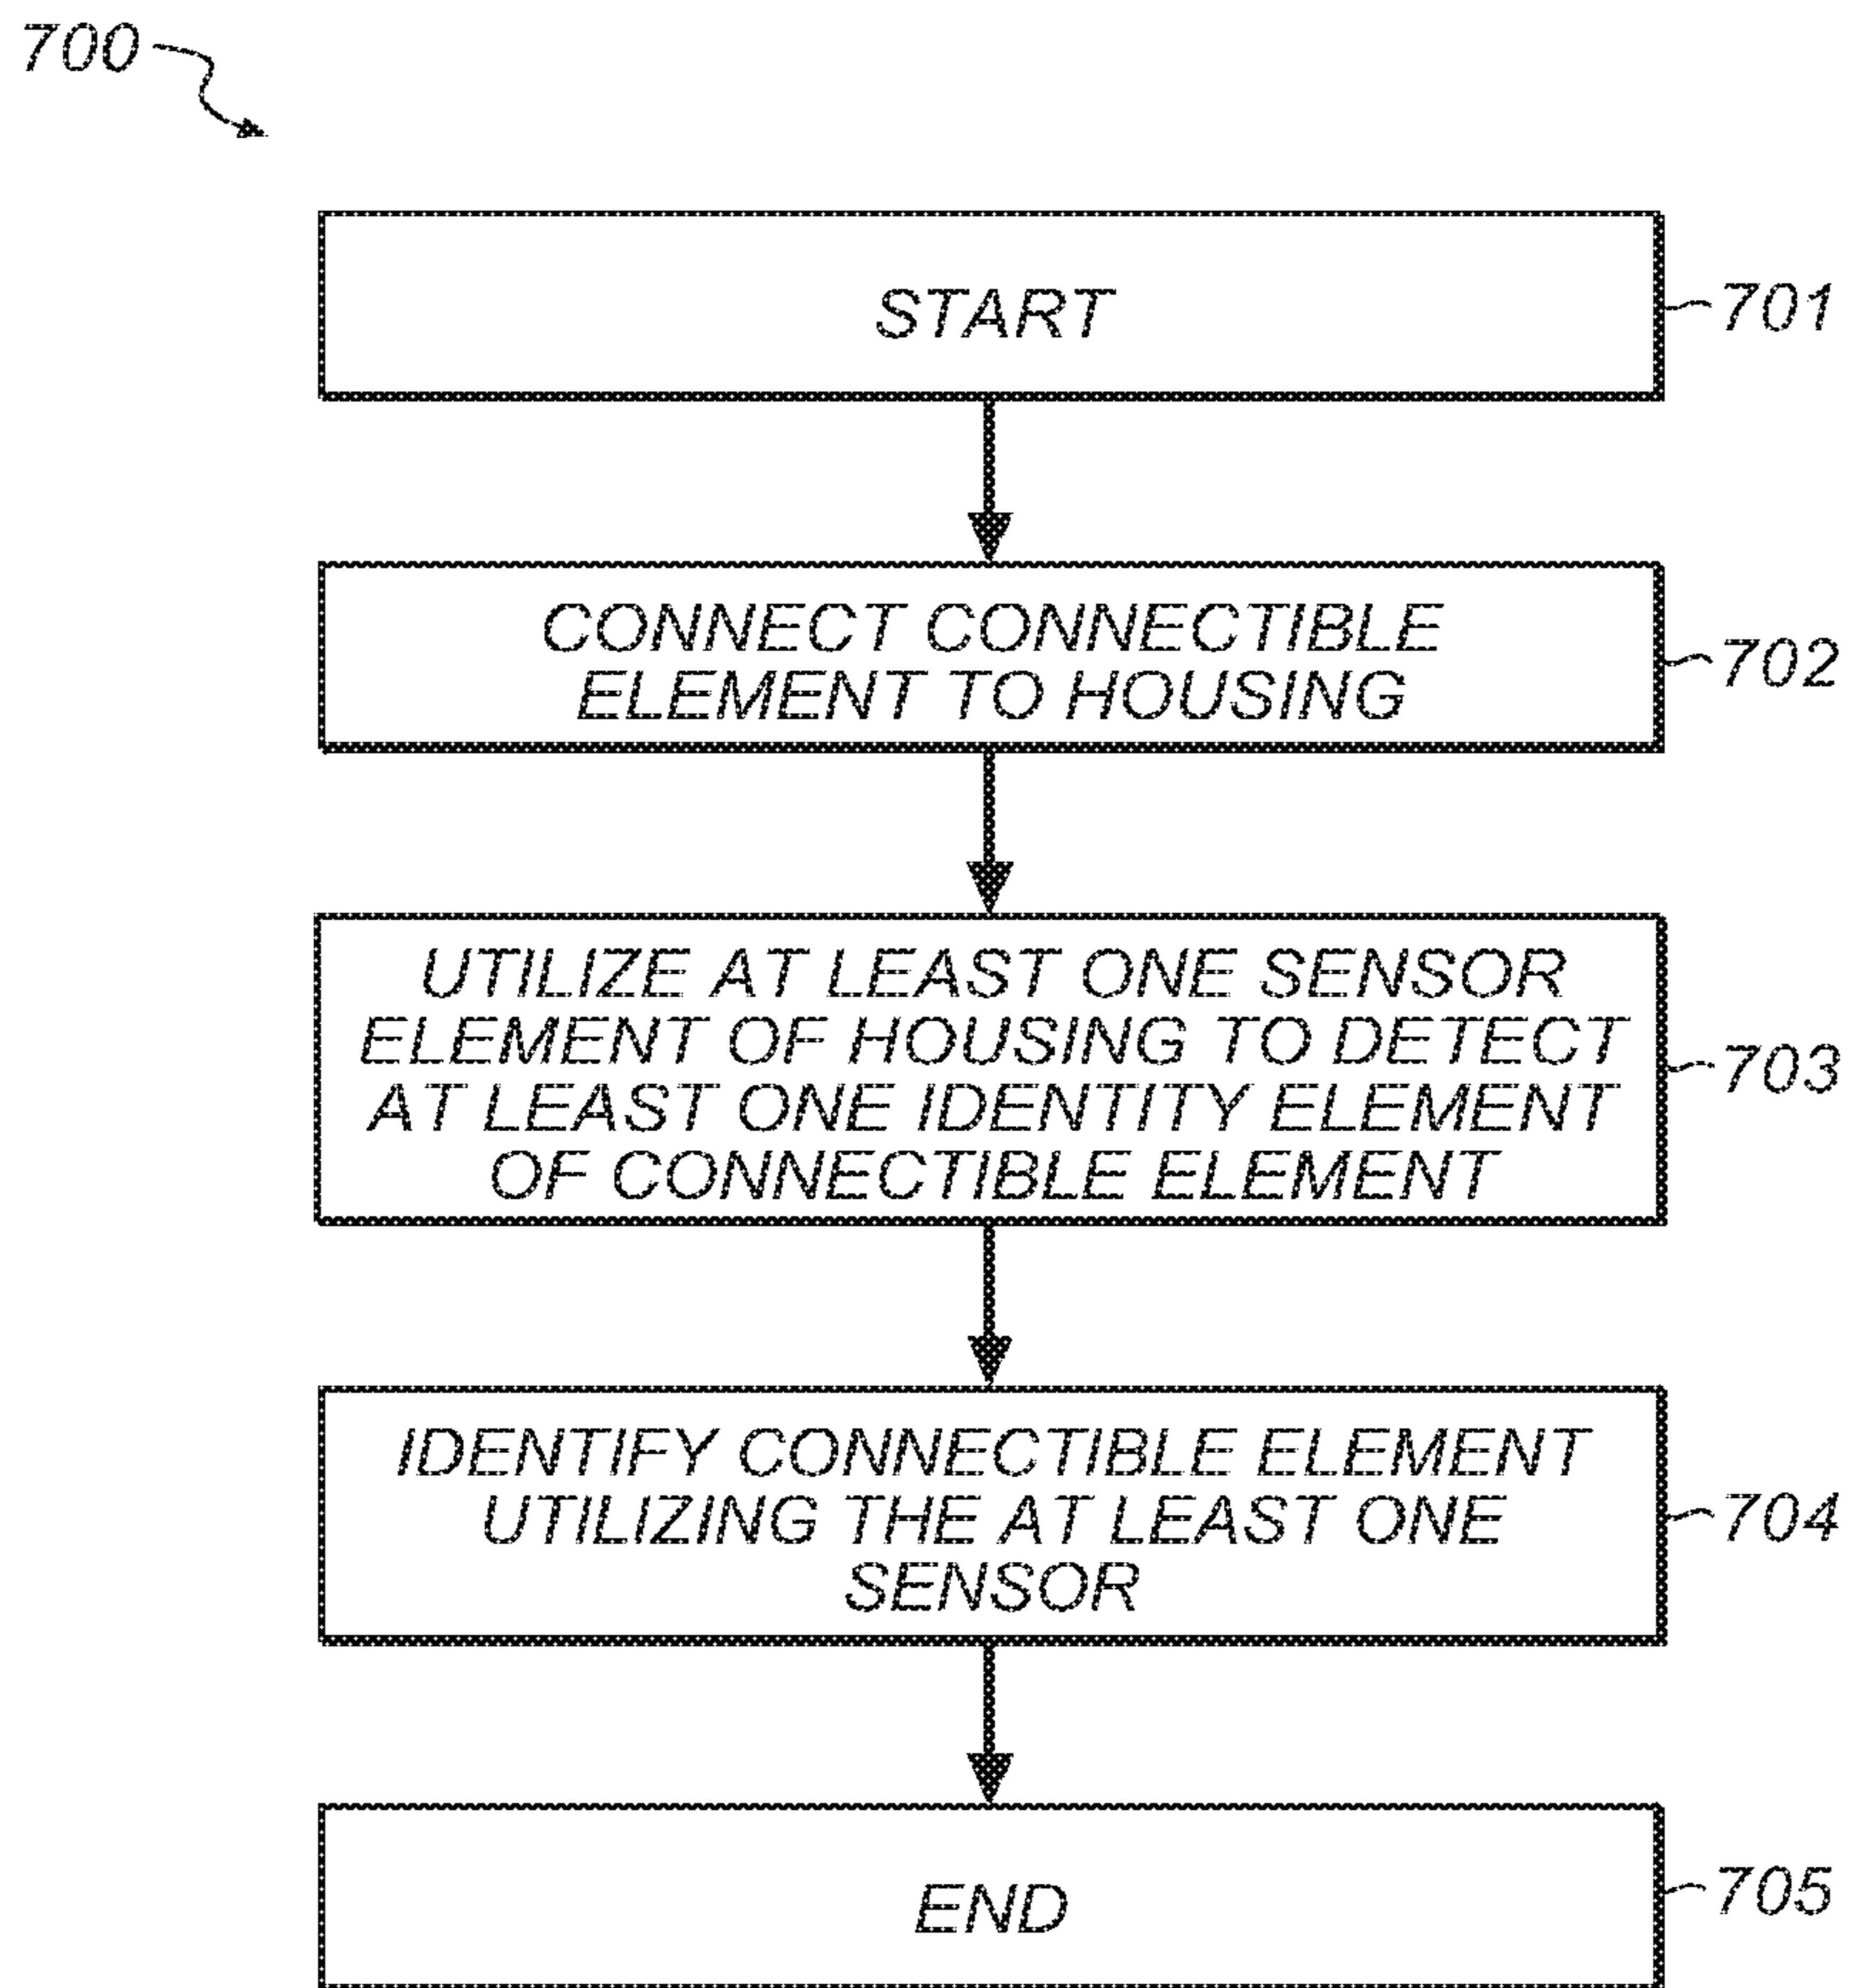 700
START
701
CONNECT CONNECTIBLE
ELEMENT TO HOUSING
702
UTILIZE AT LEAST ONE SENSOR
ELEMENT OF HOUSING TO DETECT
AT LEAST ONE IDENTITY ELEMENT
OF CONNECTIBLE ELEMENT
703
IDENTIFY CONNECTIBLE ELEMENT
UTILIZING THE AT LEAST ONE
SENSOR
704
END
705